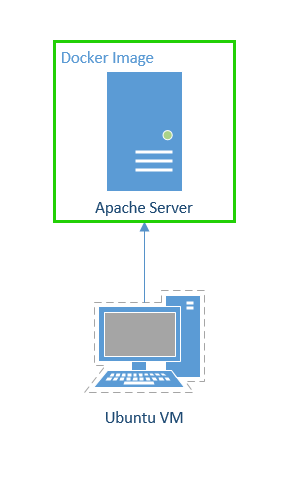 Docker Image
Apache Server
Ubuntu VM